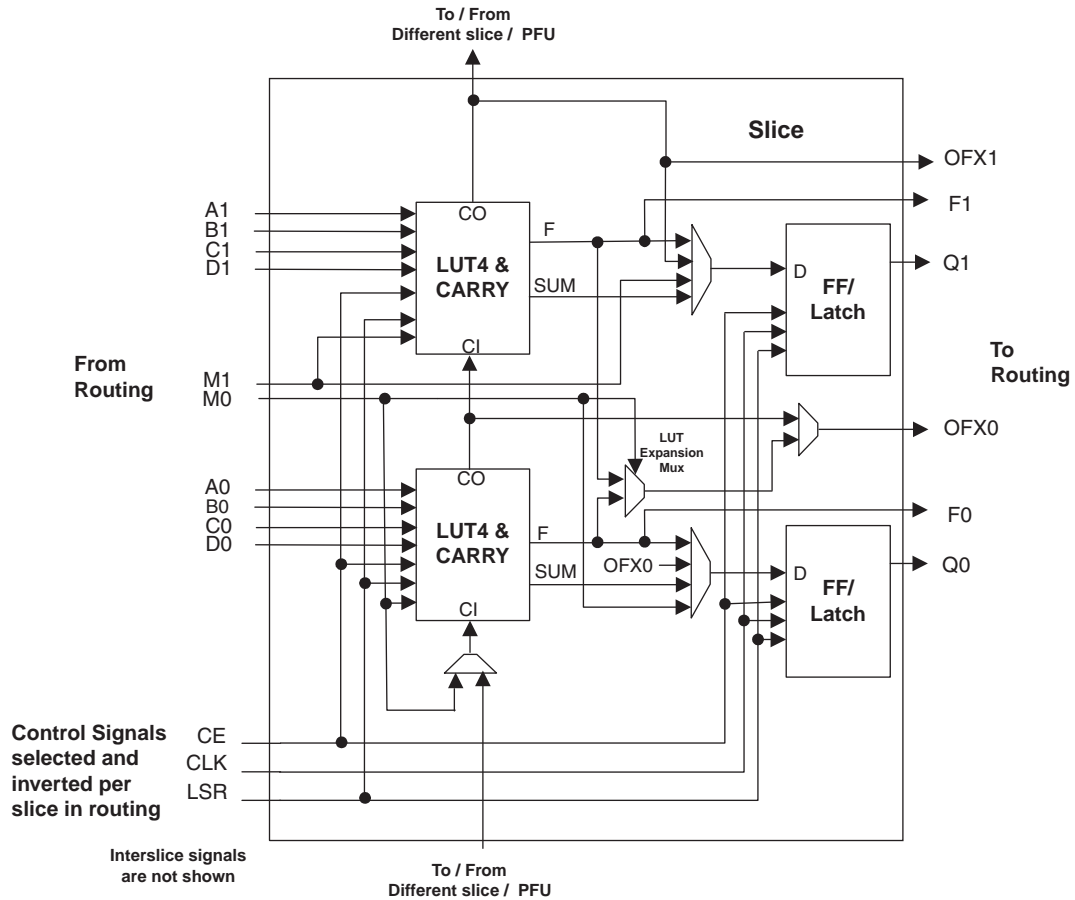 To / From
Different slice / PFU
Slice
OFX1
F1
A1
B1
C1
D1
CO
LUT4 &
CARRY
F
SUM
CI
D
FF/
Latch
Q1
From
Routing
M1
M0
To
Routing
OFX0
LUT
Expansion
Mux
A0
B0
C0
D0
CO
LUT4 &
CARRY
F
SUM
CI
OFX0
F0
D
FF/
Latch
Q0
Control Signals
selected and
inverted per
slice in routing
CE
CLK
LSR
Interslice signals
are not shown
To / From
Different slice / PFU